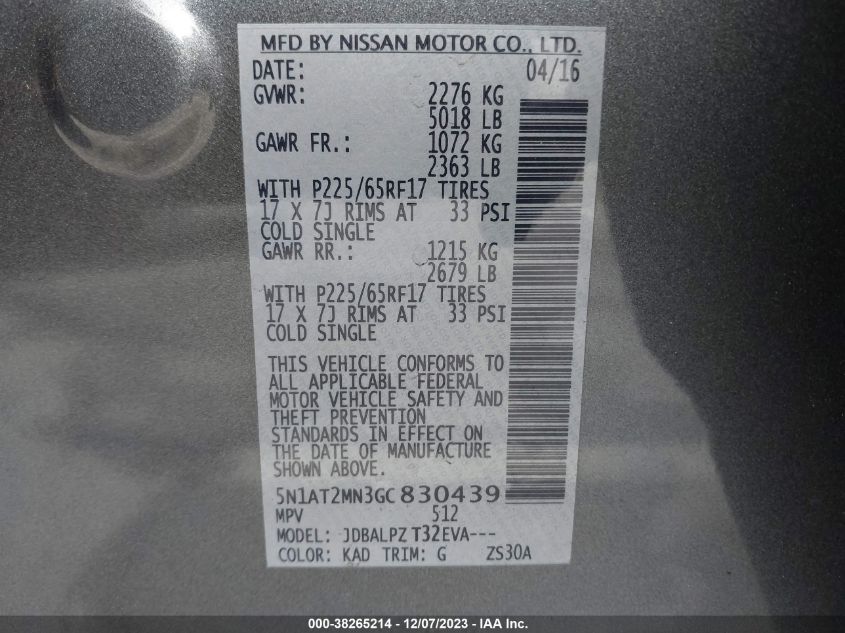 MFD BY NISSAN MOTOR CO., LTD.
DATE: 04/16
GVWR: 2276 KG
5018 LB
GAWR FR.: 1072 KG
2363 LB
WITH P225/65RF17 TIRES
17 X 7J RIMS AT 33 PSI
COLD SINGLE
GAWR RR.: 1215 KG
2679 LB
WITH P225/65RF17 TIRES
17 X 7J RIMS AT 33 PSI
COLD SINGLE
THIS VEHICLE CONFORMS TO
ALL APPLICABLE FEDERAL
MOTOR VEHICLE SAFETY AND
THEFT PREVENTION
STANDARDS IN EFFECT ON
THE DATE OF MANUFACTURE
SHOWN ABOVE.
5N1AT2MN3GC830439
MPV 512
MODEL: JDBALPZ T32EVA---
COLOR: KAD TRIM: G ZS30A
000-38265214 - 12/07/2023 - IAA Inc.